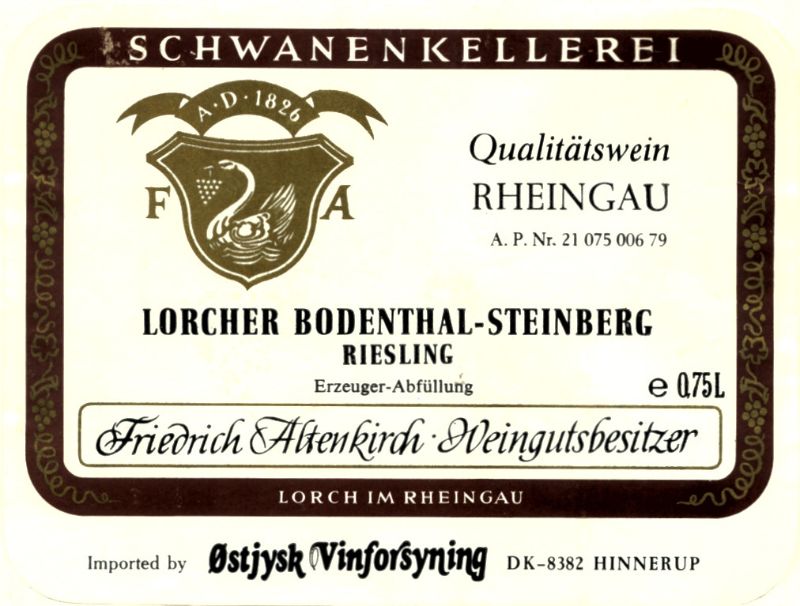 SCHWANENKELLEREI
A·D·1826
F A
Qualitätswein
RHEINGAU
A. P. Nr. 21 075 006 79
LORCHER BODENTHAL-STEINBERG
RIESLING
Erzeuger-Abfüllung
e 0,75L
Friedrich Altenkirch · Weingutsbesitzer
LORCH IM RHEINGAU
Imported by Østjysk Vinforsyning DK-8382 HINNERUP